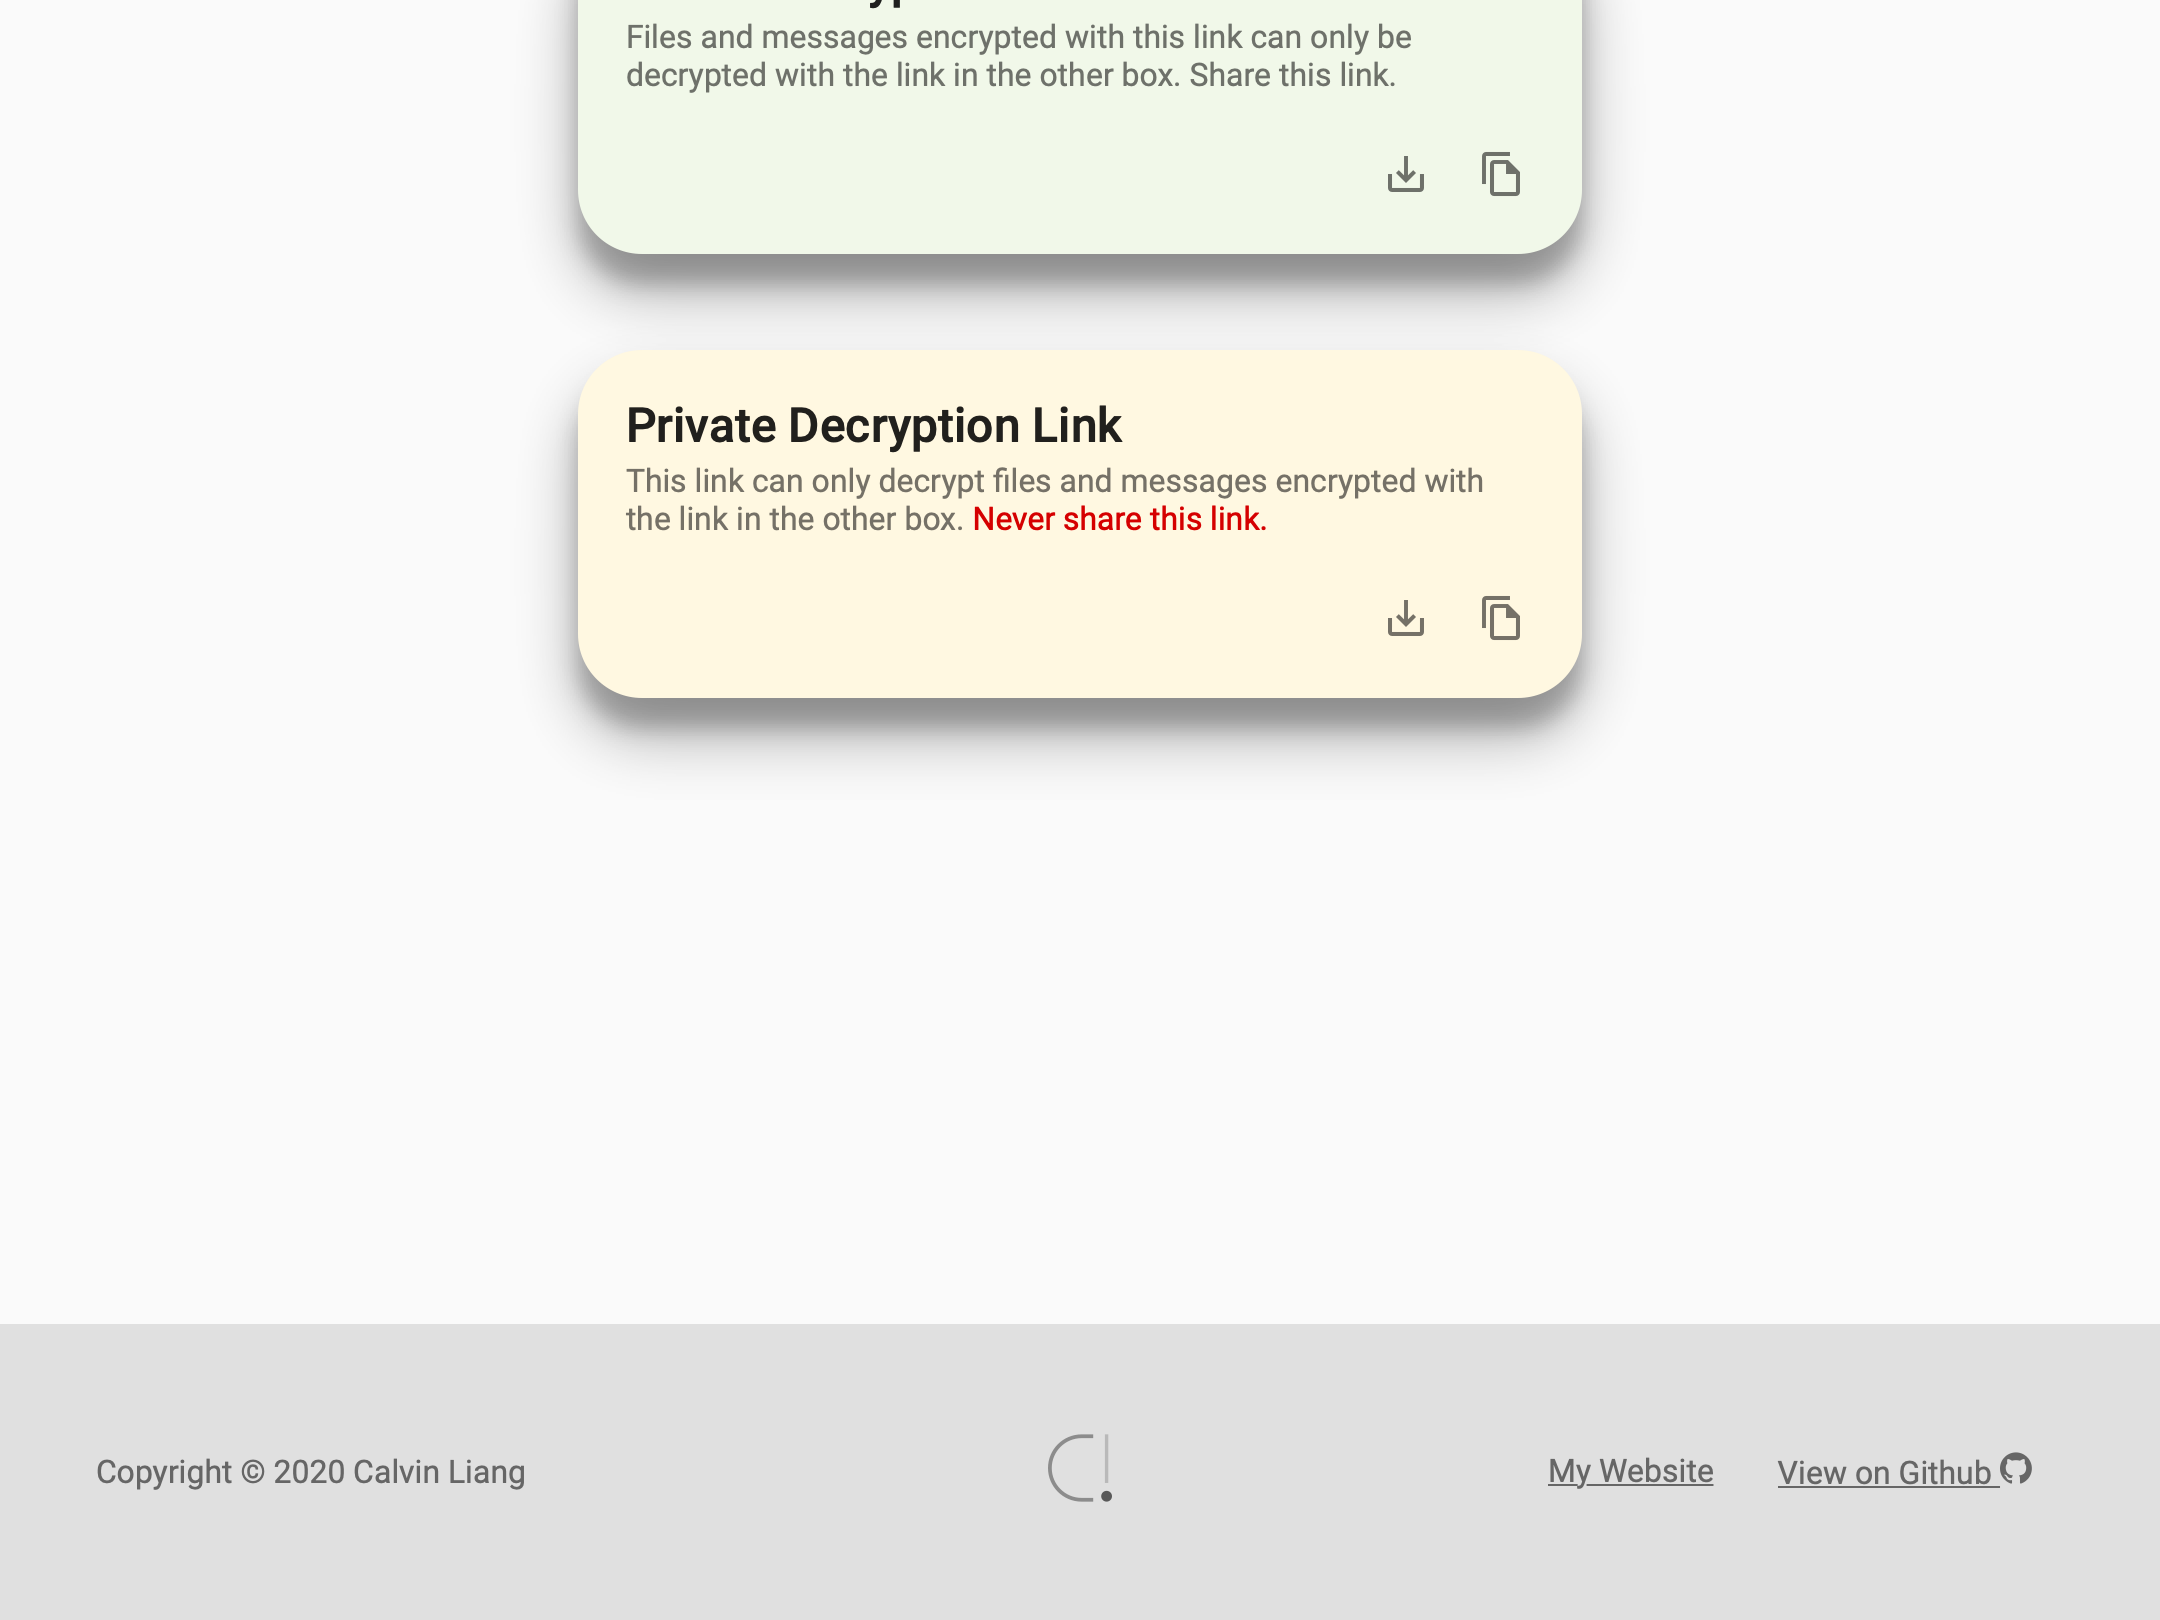 Files and messages encrypted with this link can only be
decrypted with the link in the other box. Share this link.
Private Decryption Link
This link can only decrypt files and messages encrypted with
the link in the other box. Never share this link.
Copyright © 2020 Calvin Liang
My Website
View on Github